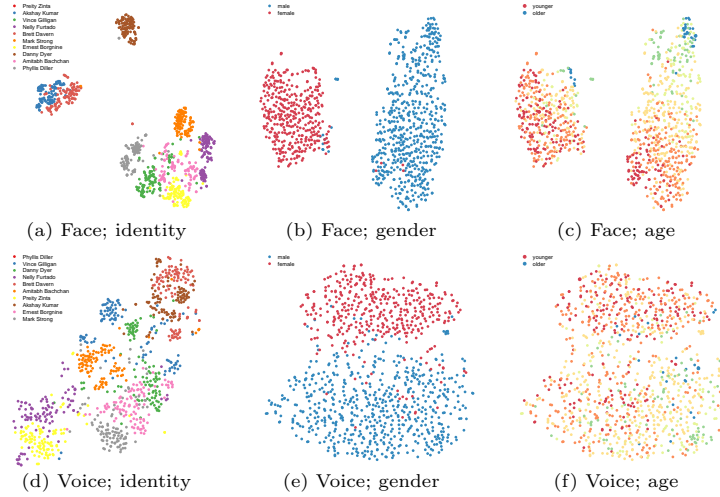 Preity Zinta
Akshay Kumar
Vince Gilligan
Nelly Furtado
Brett Davern
Mark Strong
Ernest Borgnine
Danny Dyer
Amitabh Bachchan
Phyllis Diller
male
female
younger
older
(a) Face; identity
(b) Face; gender
(c) Face; age
Phyllis Diller
Vince Gilligan
Danny Dyer
Nelly Furtado
Brett Davern
Amitabh Bachchan
Preity Zinta
Akshay Kumar
Ernest Borgnine
Mark Strong
male
female
younger
older
(d) Voice; identity
(e) Voice; gender
(f) Voice; age